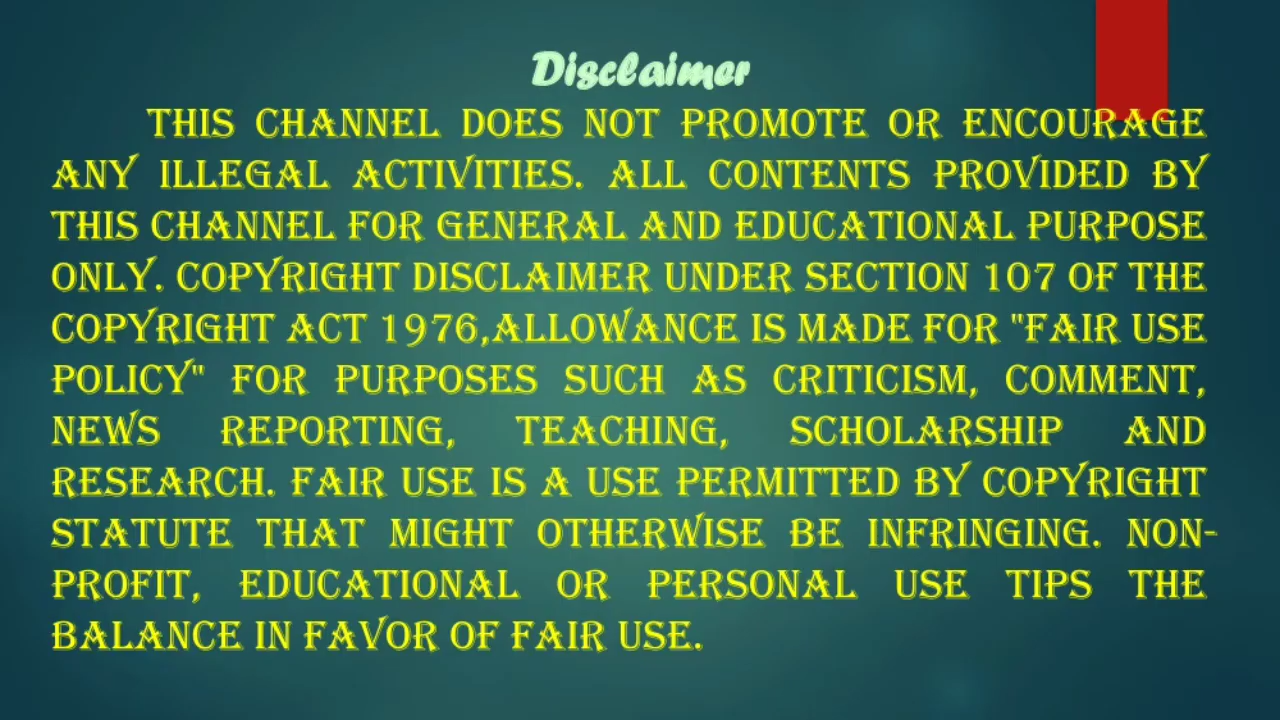 Disclaimer
THIS CHANNEL DOES NOT PROMOTE OR ENCOURAGE
ANY ILLEGAL ACTIVITIES. ALL CONTENTS PROVIDED BY
THIS CHANNEL FOR GENERAL AND EDUCATIONAL PURPOSE
ONLY. COPYRIGHT DISCLAIMER UNDER SECTION 107 OF THE
COPYRIGHT ACT 1976,ALLOWANCE IS MADE FOR "FAIR USE
POLICY" FOR PURPOSES SUCH AS CRITICISM, COMMENT,
NEWS REPORTING, TEACHING, SCHOLARSHIP AND
RESEARCH. FAIR USE IS A USE PERMITTED BY COPYRIGHT
STATUTE THAT MIGHT OTHERWISE BE INFRINGING. NON-
PROFIT, EDUCATIONAL OR PERSONAL USE TIPS THE
BALANCE IN FAVOR OF FAIR USE.